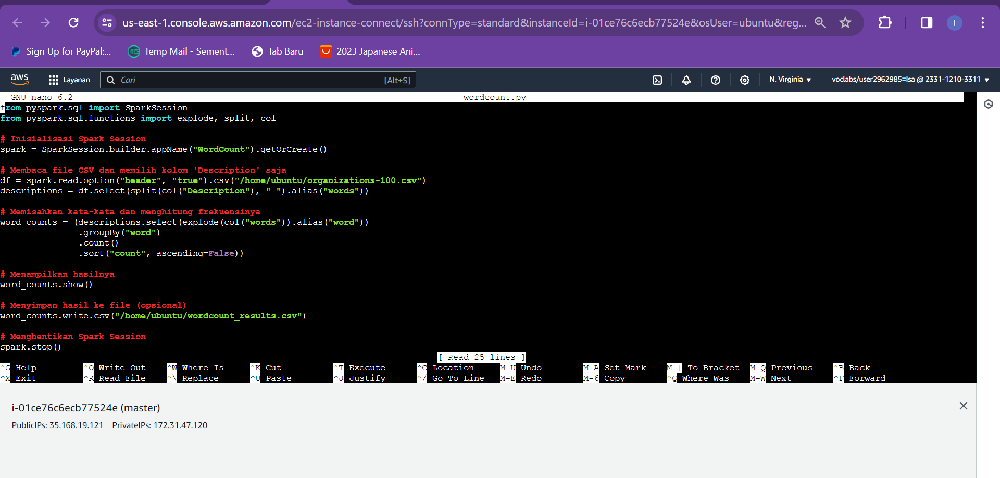 us-east-1.console.aws.amazon.com/ec2-instance-connect/ssh?connType=standard&instanceId=i-01ce76c6ecb77524e&osUser=ubuntu&reg...
I
Sign Up for PayPal:...
Temp Mail - Sement...
Tab Baru
2023 Japanese Ani...
aws
Layanan
Cari
[Alt+S]
N. Virginia
voclabs/user2962985=Isa @ 2331-1210-3311
GNU nano 6.2 wordcount.py
from pyspark.sql import SparkSession
from pyspark.sql.functions import explode, split, col
# Inisialisasi Spark Session
spark = SparkSession.builder.appName("WordCount").getOrCreate()
# Membaca file CSV dan memilih kolom 'Description' saja
df = spark.read.option("header", "true").csv("/home/ubuntu/organizations-100.csv")
descriptions = df.select(split(col("Description"), " ").alias("words"))
# Memisahkan kata-kata dan menghitung frekuensinya
word_counts = (descriptions.select(explode(col("words")).alias("word"))
.groupBy("word")
.count()
.sort("count", ascending=False))
# Menampilkan hasilnya
word_counts.show()
# Menyimpan hasil ke file (opsional)
word_counts.write.csv("/home/ubuntu/wordcount_results.csv")
# Menghentikan Spark Session
spark.stop()
[ Read 25 lines ]
^G Help ^O Write Out ^W Where Is ^K Cut ^T Execute ^C Location M-U Undo M-A Set Mark M-] To Bracket M-Q Previous ^B Back
^X Exit ^R Read File ^\ Replace ^U Paste ^J Justify ^/ Go To Line M-E Redo M-6 Copy ^Q Where Was M-W Next ^F Forward
i-01ce76c6ecb77524e (master)
PublicIPs: 35.168.19.121 PrivateIPs: 172.31.47.120